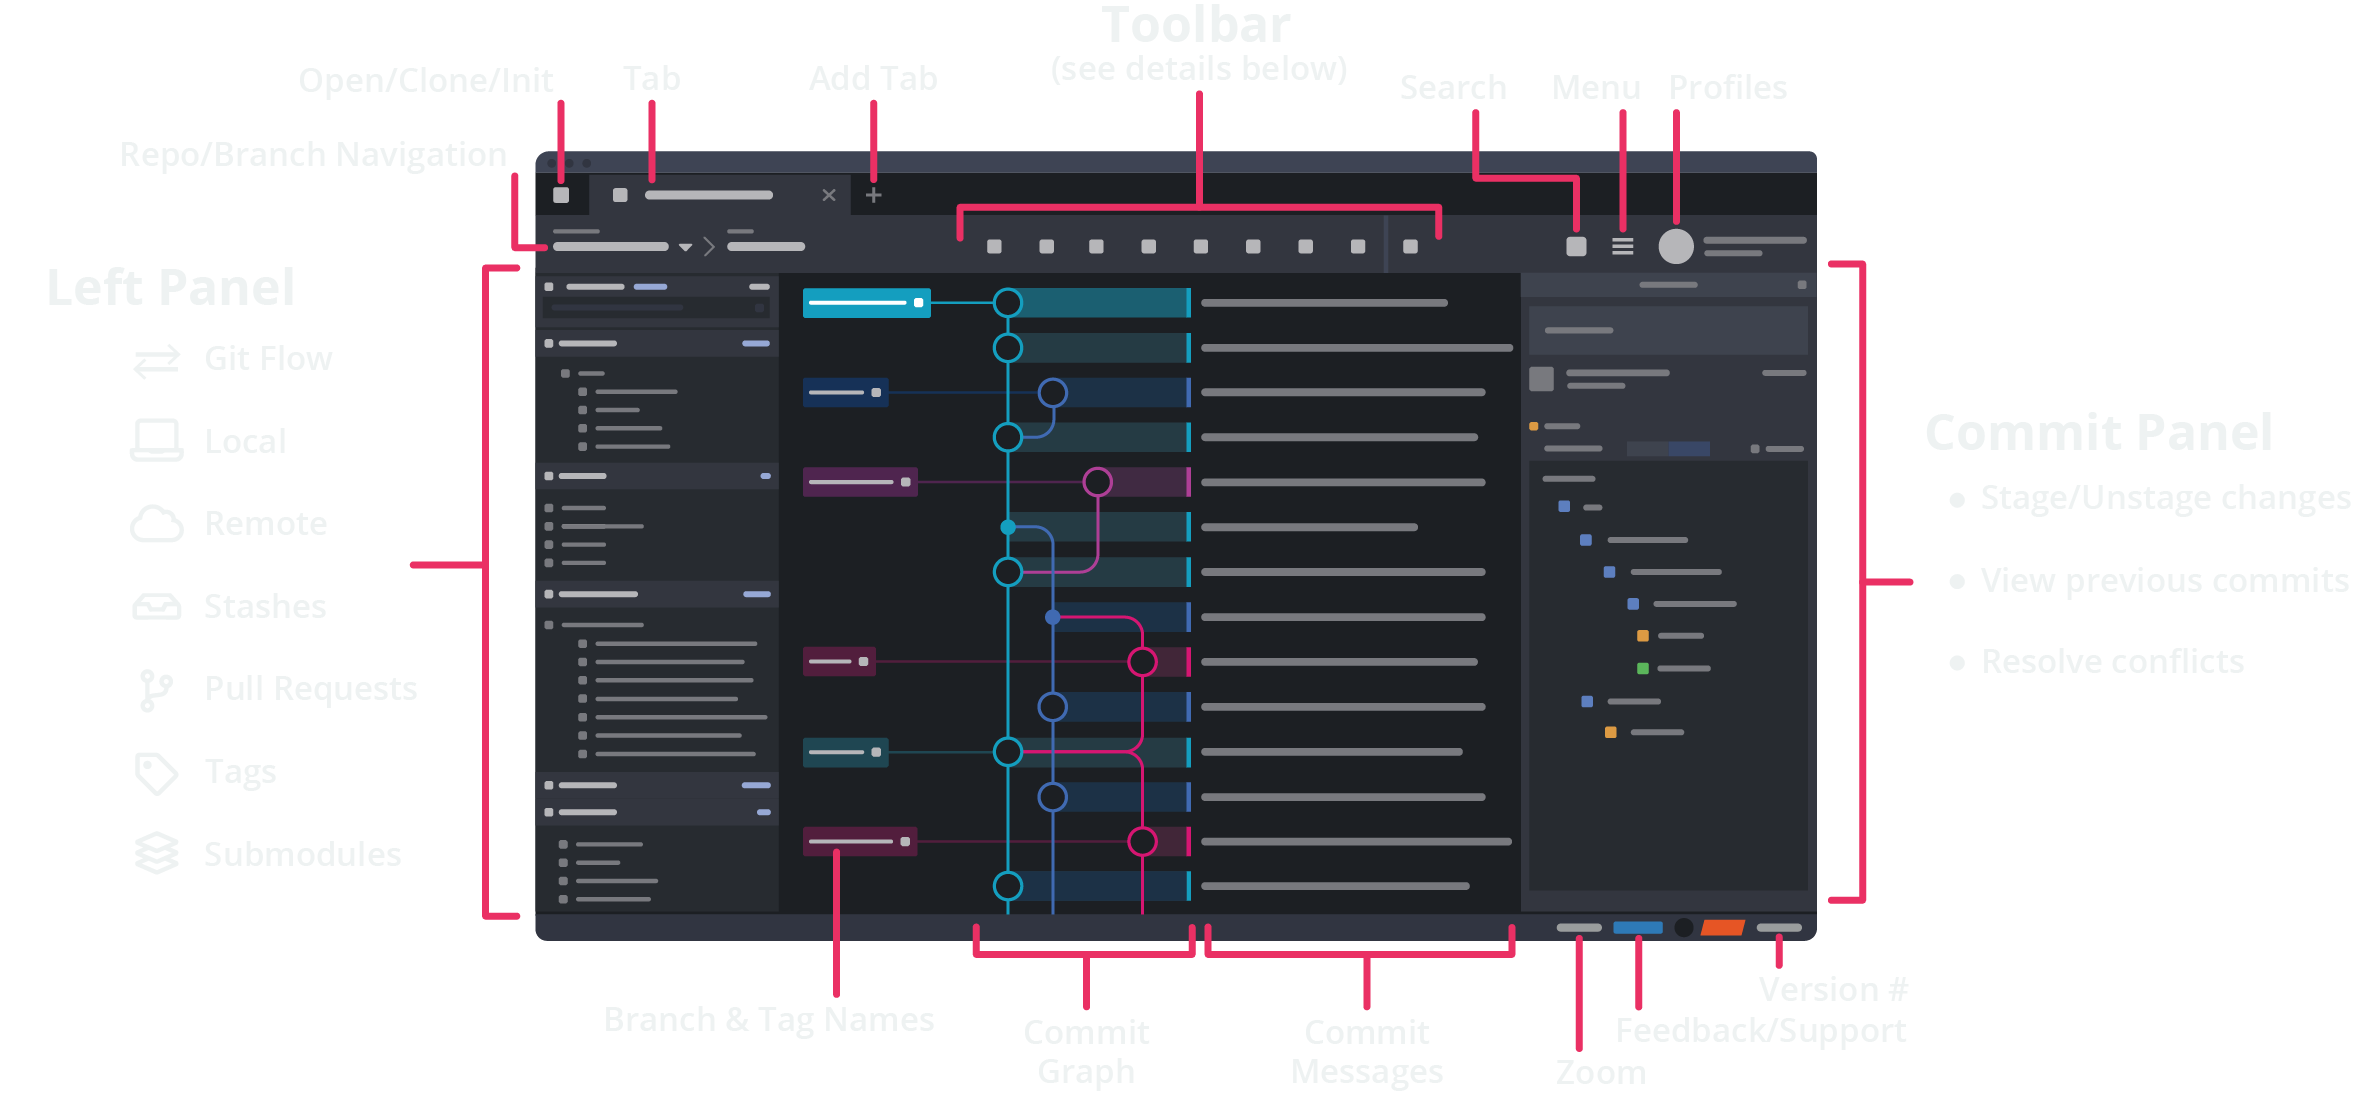 Toolbar
(see details below)
Open/Clone/Init
Tab
Add Tab
Search
Menu
Profiles
Repo/Branch Navigation
Left Panel
Git Flow
Local
Remote
Stashes
Pull Requests
Tags
Submodules
Commit Panel
• Stage/Unstage changes
• View previous commits
• Resolve conflicts
Branch & Tag Names
Commit
Graph
Commit
Messages
Version #
Feedback/Support
Zoom